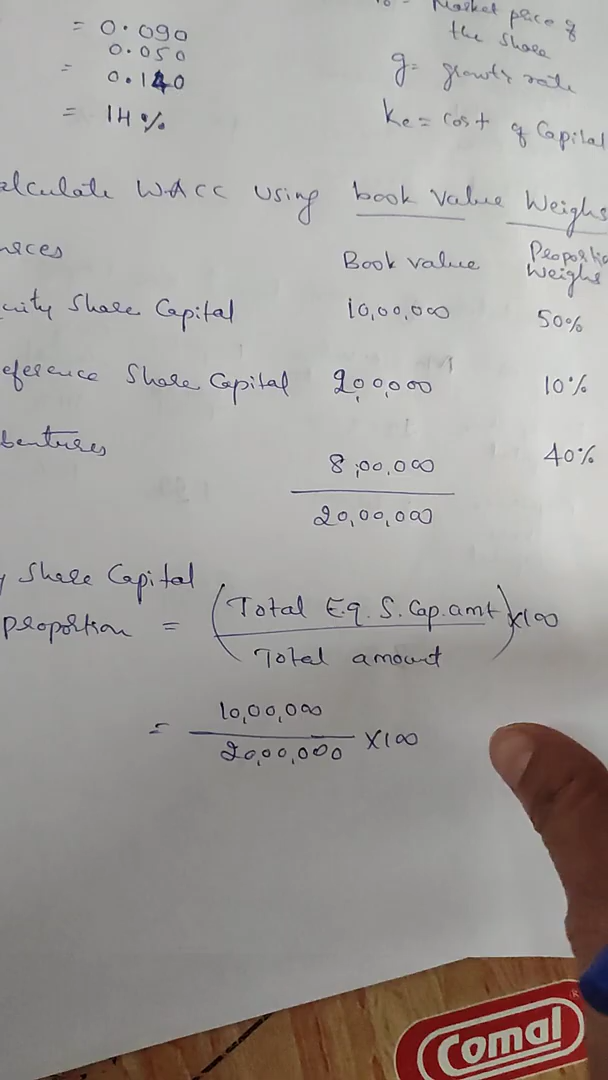 = 0.090
0.050
= 0.140
= 14%
Market price of
the share
g= growth rate
Ke = Cost of Capital
alculate WACC using book value Weighs
Book value Proportio
Weighs
uity Share Capital 10,00,000 50%
eference Share Capital 2,00,000 10%
bentures 8,00,000 40%
20,00,000
y Share Capital
proportion = (Total Eq. S. Cap. amt / Total amount) x100
= 10,00,000 / 20,00,000 x100
Comal